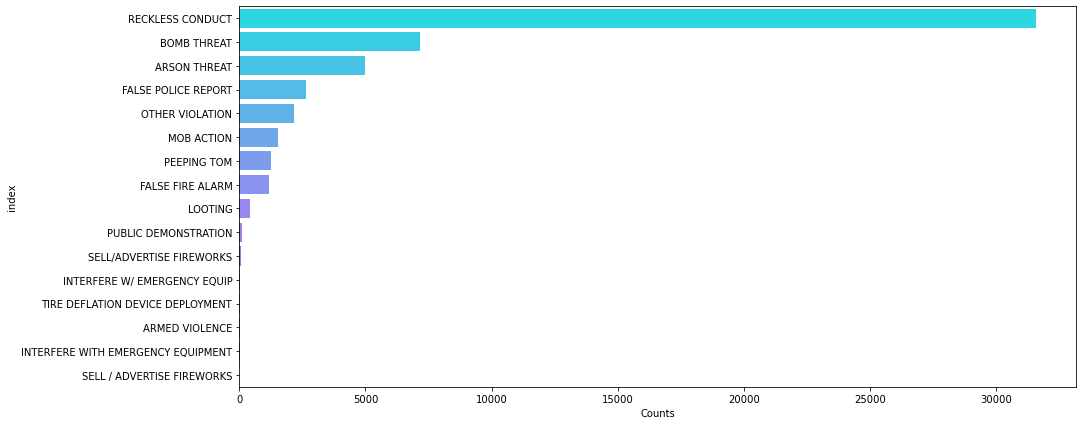 RECKLESS CONDUCT
BOMB THREAT
ARSON THREAT
FALSE POLICE REPORT
OTHER VIOLATION
MOB ACTION
PEEPING TOM
FALSE FIRE ALARM
LOOTING
PUBLIC DEMONSTRATION
SELL/ADVERTISE FIREWORKS
INTERFERE W/ EMERGENCY EQUIP
TIRE DEFLATION DEVICE DEPLOYMENT
ARMED VIOLENCE
INTERFERE WITH EMERGENCY EQUIPMENT
SELL / ADVERTISE FIREWORKS
index
0 5000 10000 15000 20000 25000 30000
Counts